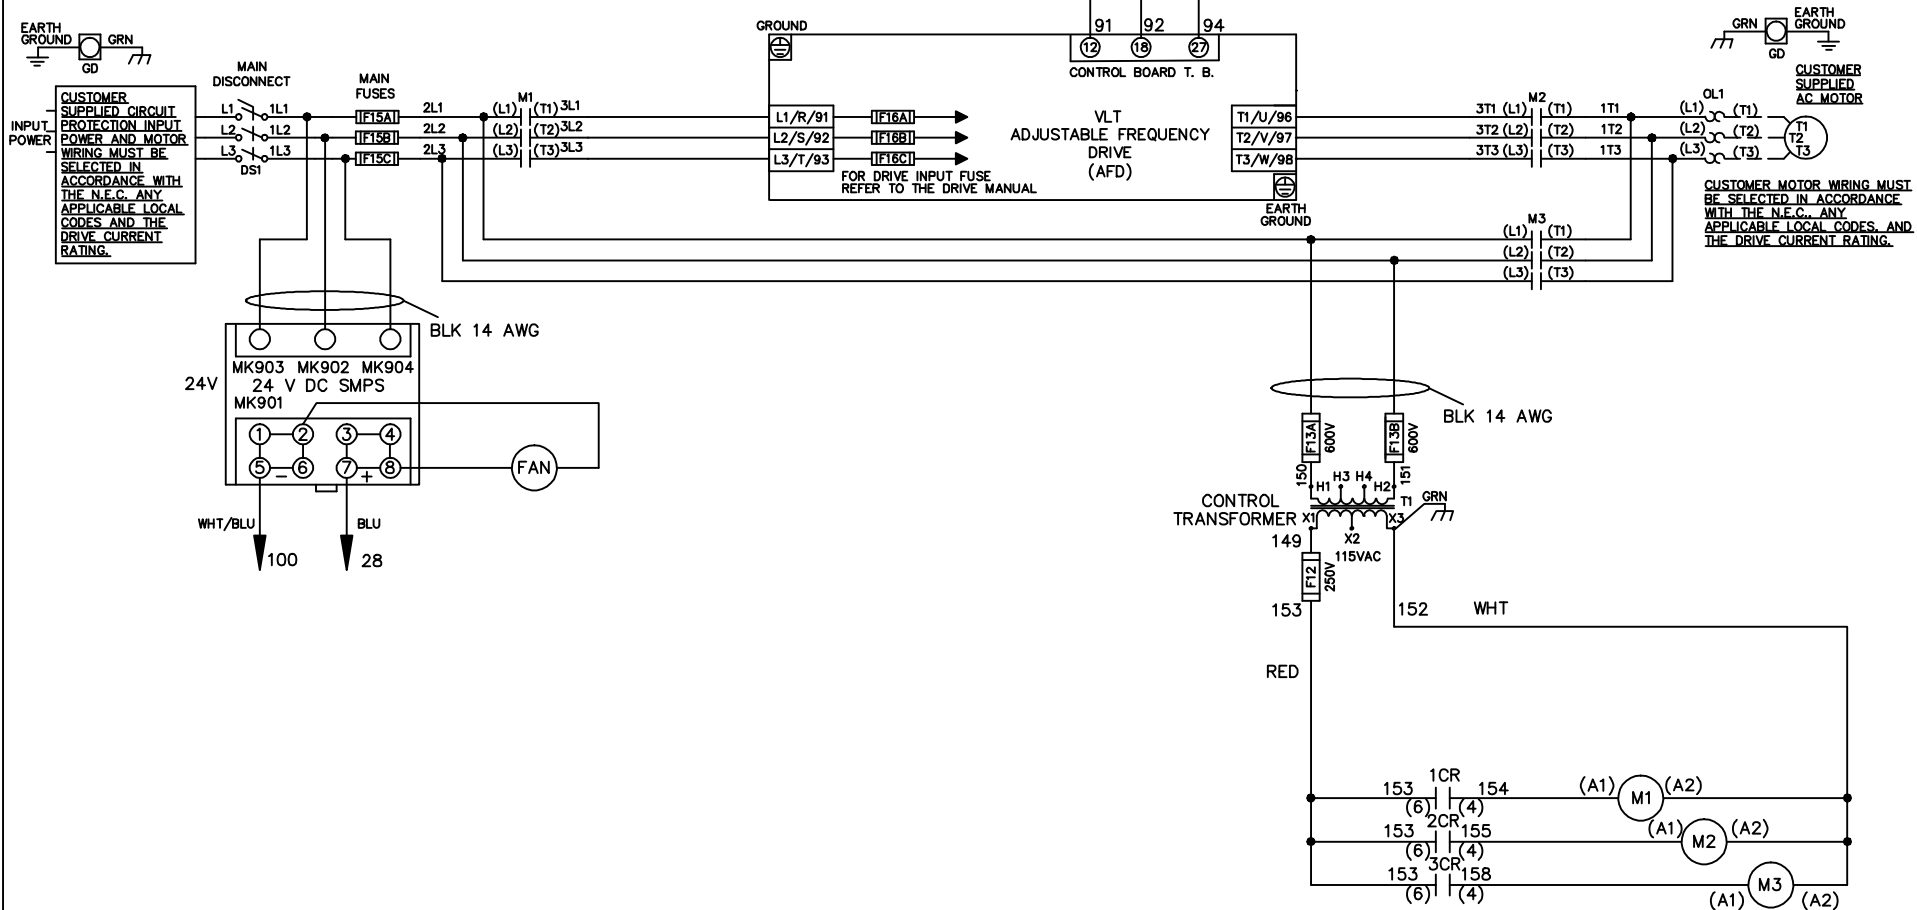 EARTH
GROUND
GRN
GD
CUSTOMER
SUPPLIED CIRCUIT
PROTECTION INPUT
POWER AND MOTOR
WIRING MUST BE
SELECTED IN
ACCORDANCE WITH
THE N.E.C. ANY
APPLICABLE LOCAL
CODES AND THE
DRIVE CURRENT
RATING.
INPUT
POWER
MAIN
DISCONNECT
L1 1L1
L2 1L2
L3 1L3
DS1
MAIN
FUSES
F15A 2L1
F15B 2L2
F15C 2L3
M1
(L1) (T1) 3L1
(L2) (T2) 3L2
(L3) (T3) 3L3
GROUND
91 92 94
12 18 27
CONTROL BOARD T. B.
L1/R/91 F16A
L2/S/92 F16B
L3/T/93 F16C
FOR DRIVE INPUT FUSE
REFER TO THE DRIVE MANUAL
VLT
ADJUSTABLE FREQUENCY
DRIVE
(AFD)
T1/U/96
T2/V/97
T3/W/98
EARTH
GROUND
M2
3T1 (L1) (T1) 1T1
3T2 (L2) (T2) 1T2
3T3 (L3) (T3) 1T3
M3
(L1) (T1)
(L2) (T2)
(L3) (T3)
GRN
EARTH
GROUND
GD
CUSTOMER
SUPPLIED
AC MOTOR
OL1
(L1) (T1)
(L2) (T2)
(L3) (T3)
T1
T2
T3
CUSTOMER MOTOR WIRING MUST
BE SELECTED IN ACCORDANCE
WITH THE N.E.C., ANY
APPLICABLE LOCAL CODES, AND
THE DRIVE CURRENT RATING.
BLK 14 AWG
MK903 MK902 MK904
24V
24 V DC SMPS
MK901
1 2 3 4
5 - 6 7 + 8
FAN
WHT/BLU
BLU
100
28
BLK 14 AWG
F13A
600V
F13B
600V
150
151
H1 H3 H4 H2
T1
GRN
CONTROL
TRANSFORMER
X1 X3
X2
149
115VAC
F12
250V
153
152
WHT
RED
1CR
153 154
(6) (4)
(A1) M1 (A2)
2CR
153 155
(6) (4)
(A1) M2 (A2)
3CR
153 158
(6) (4)
(A1) M3 (A2)